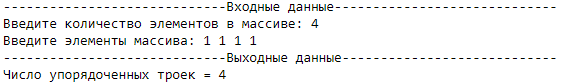 -----------------------------Входные данные-----------------------------
Введите количество элементов в массиве: 4
Введите элементы массива: 1 1 1 1
-----------------------------Выходные данные----------------------------
Число упорядоченных троек = 4